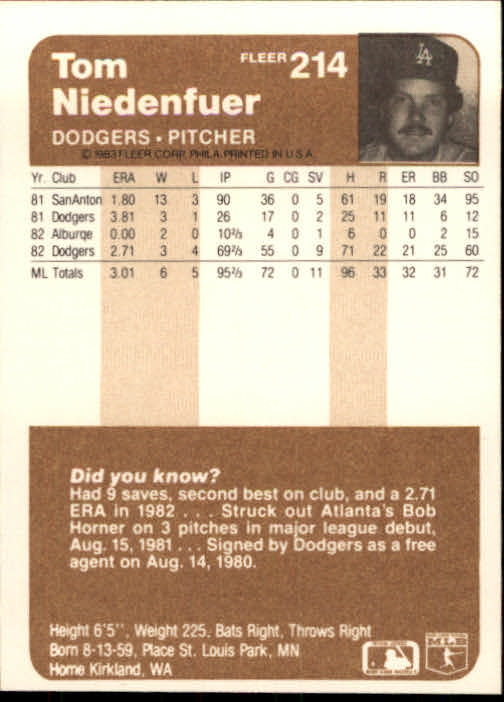 Tom
FLEER 214
Niedenfuer
DODGERS • PITCHER
© 1983 FLEER CORP. PHILA. PRINTED IN U.S.A.
Yr. Club ERA W L IP G CG SV H R ER BB SO
81 SanAnton 1.80 13 3 90 36 0 5 61 19 18 34 95
81 Dodgers 3.81 3 1 26 17 0 2 25 11 11 6 12
82 Alburqe 0.00 2 0 10⅔ 4 0 1 6 0 0 2 15
82 Dodgers 2.71 3 4 69⅔ 55 0 9 71 22 21 25 60
ML Totals 3.01 6 5 95⅔ 72 0 11 96 33 32 31 72
Did you know?
Had 9 saves, second best on club, and a 2.71
ERA in 1982 . . . Struck out Atlanta's Bob
Horner on 3 pitches in major league debut,
Aug. 15, 1981 . . . Signed by Dodgers as a free
agent on Aug. 14, 1980.
Height 6'5'', Weight 225. Bats Right, Throws Right
Born 8-13-59, Place St. Louis Park, MN
Home Kirkland, WA